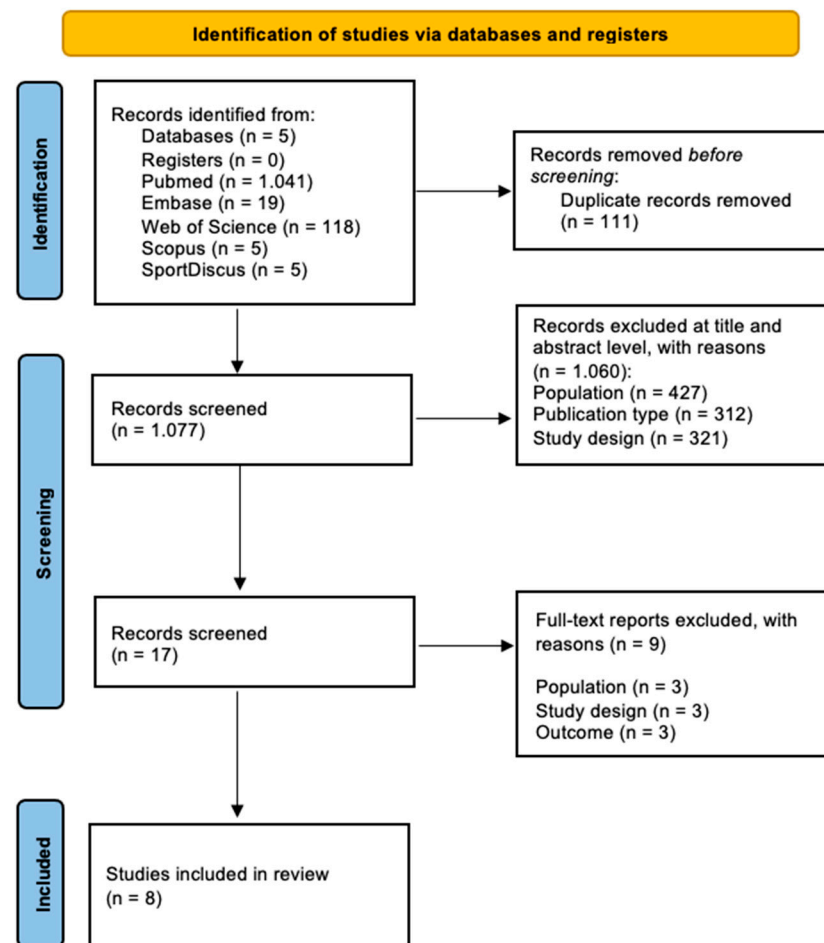 Identification of studies via databases and registers
Identification
Records identified from:
Databases (n = 5)
Registers (n = 0)
Pubmed (n = 1.041)
Embase (n = 19)
Web of Science (n = 118)
Scopus (n = 5)
SportDiscus (n = 5)
Records removed before
screening:
Duplicate records removed
(n = 111)
Screening
Records screened
(n = 1.077)
Records excluded at title and
abstract level, with reasons
(n = 1.060):
Population (n = 427)
Publication type (n = 312)
Study design (n = 321)
Records screened
(n = 17)
Full-text reports excluded, with
reasons (n = 9)
Population (n = 3)
Study design (n = 3)
Outcome (n = 3)
Included
Studies included in review
(n = 8)